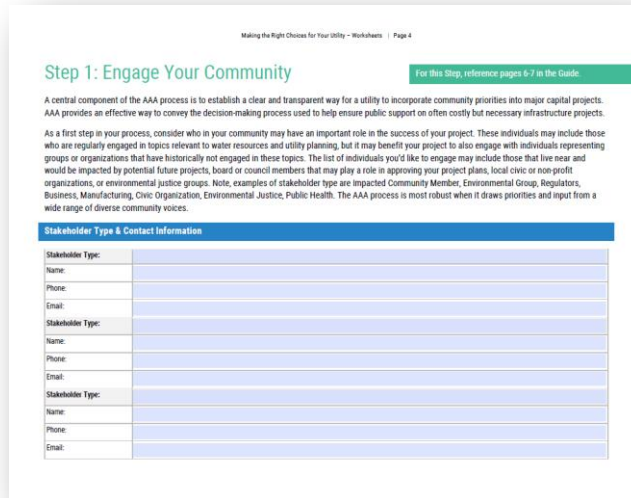 Making the Right Choices for Your Utility – Worksheets | Page 4
Step 1: Engage Your Community
For this Step, reference pages 6-7 in the Guide.
A central component of the AAA process is to establish a clear and transparent way for a utility to incorporate community priorities into major capital projects.
AAA provides an effective way to convey the decision-making process used to help ensure public support on often costly but necessary infrastructure projects.
As a first step in your process, consider who in your community may have an important role in the success of your project. These individuals may include those
who are regularly engaged in topics relevant to water resources and utility planning, but it may benefit your project to also engage with individuals representing
groups or organizations that have historically not engaged in these topics. The list of individuals you'd like to engage may include those that live near and
would be impacted by potential future projects, board or council members that may play a role in approving your project plans, local civic or non-profit
organizations, or environmental justice groups. Note, examples of stakeholder type are Impacted Community Member, Environmental Group, Regulators,
Business, Manufacturing, Civic Organization, Environmental Justice, Public Health. The AAA process is most robust when it draws priorities and input from a
wide range of diverse community voices.
Stakeholder Type & Contact Information
Stakeholder Type:
Name:
Phone:
Email:
Stakeholder Type:
Name:
Phone:
Email:
Stakeholder Type:
Name:
Phone:
Email: